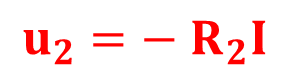 u₂ = − R₂I